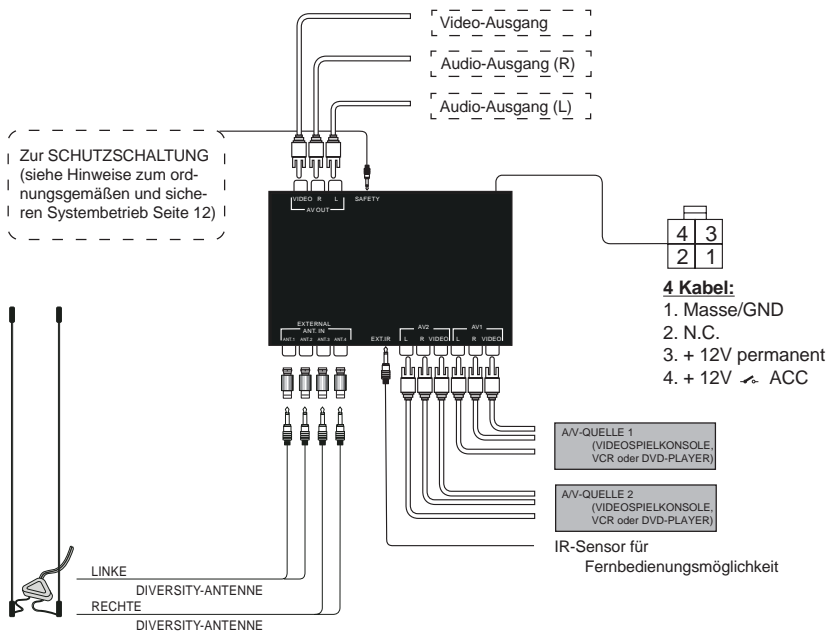 Video-Ausgang
Audio-Ausgang (R)
Audio-Ausgang (L)
Zur SCHUTZSCHALTUNG
(siehe Hinweise zum ord-
nungsgemäßen und siche-
ren Systembetrieb Seite 12)
VIDEO R L SAFETY
AV OUT
4 3
2 1
4 Kabel:
1. Masse/GND
2. N.C.
3. + 12V permanent
4. + 12V ACC
EXTERNAL
ANT. IN
ANT.1 ANT.2 ANT.3 ANT.4
EXT.IR
AV2 AV1
L R VIDEO L R VIDEO
A/V-QUELLE 1
(VIDEOSPIELKONSOLE,
VCR oder DVD-PLAYER)
A/V-QUELLE 2
(VIDEOSPIELKONSOLE,
VCR oder DVD-PLAYER)
IR-Sensor für
Fernbedienungsmöglichkeit
LINKE
DIVERSITY-ANTENNE
RECHTE
DIVERSITY-ANTENNE